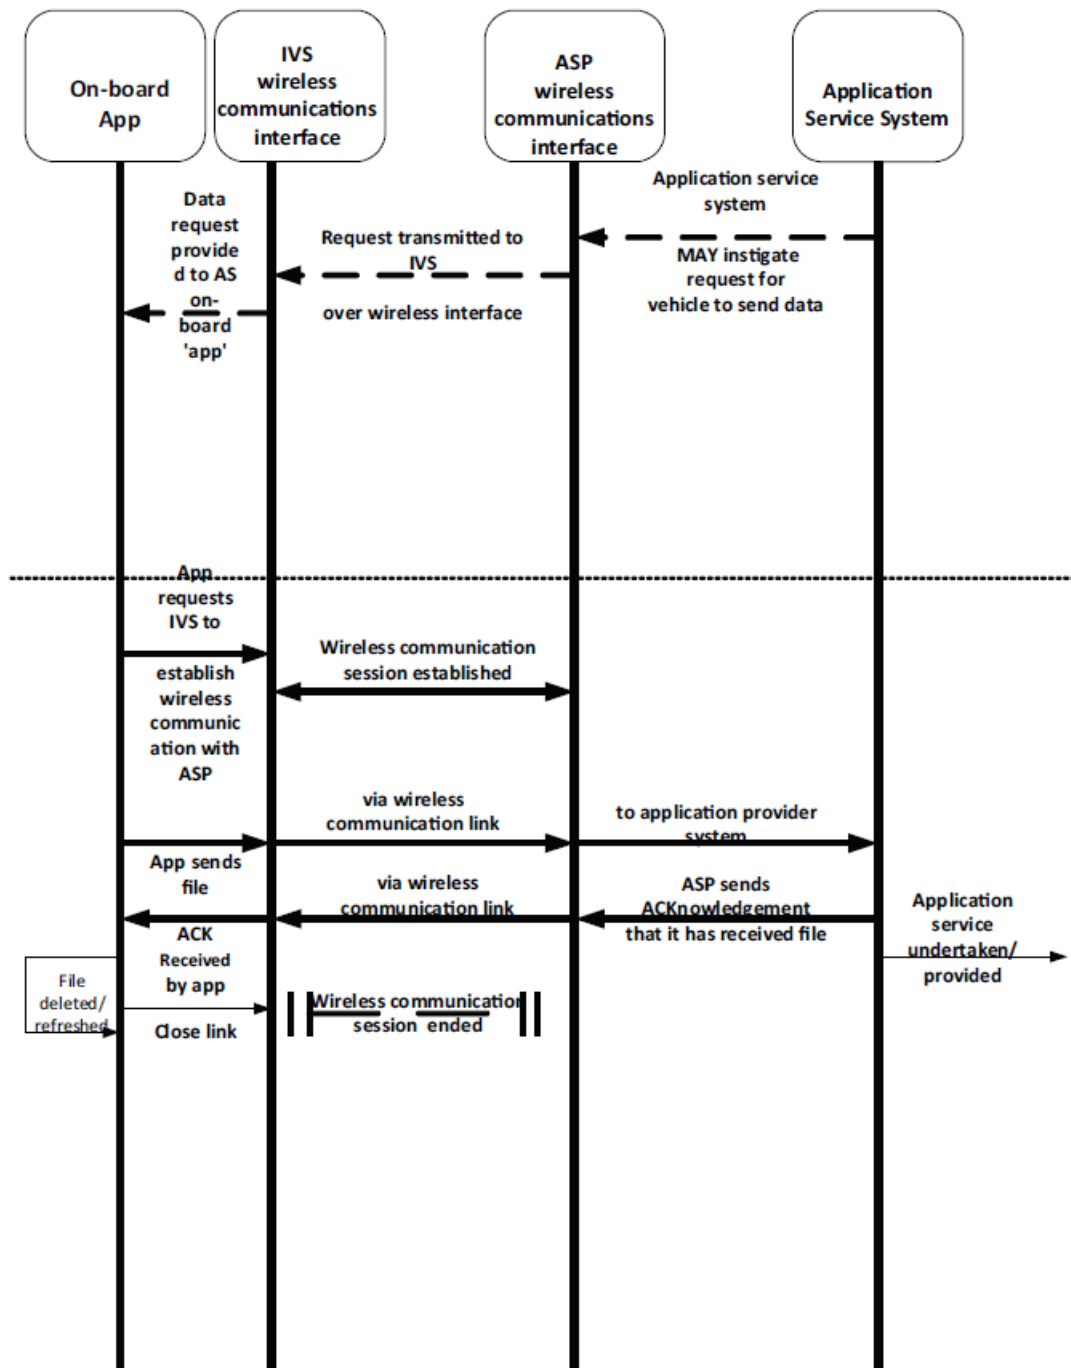 On-board
App
IVS
wireless
communications
interface
ASP
wireless
communications
interface
Application
Service System
Data
request
provide
d to AS
on-
board
'app'
Request transmitted to
IVS
over wireless interface
Application service
system
MAY instigate
request for
vehicle to send data
App
requests
IVS to
establish
wireless
communic
ation with
ASP
Wireless communication
session established
App sends
file
via wireless
communication link
to application provider
system
ACK
Received
by app
via wireless
communication link
ASP sends
ACKnowledgement
that it has received file
Application
service
undertaken/
provided
File
deleted/
refreshed
Close link
Wireless communication
session ended